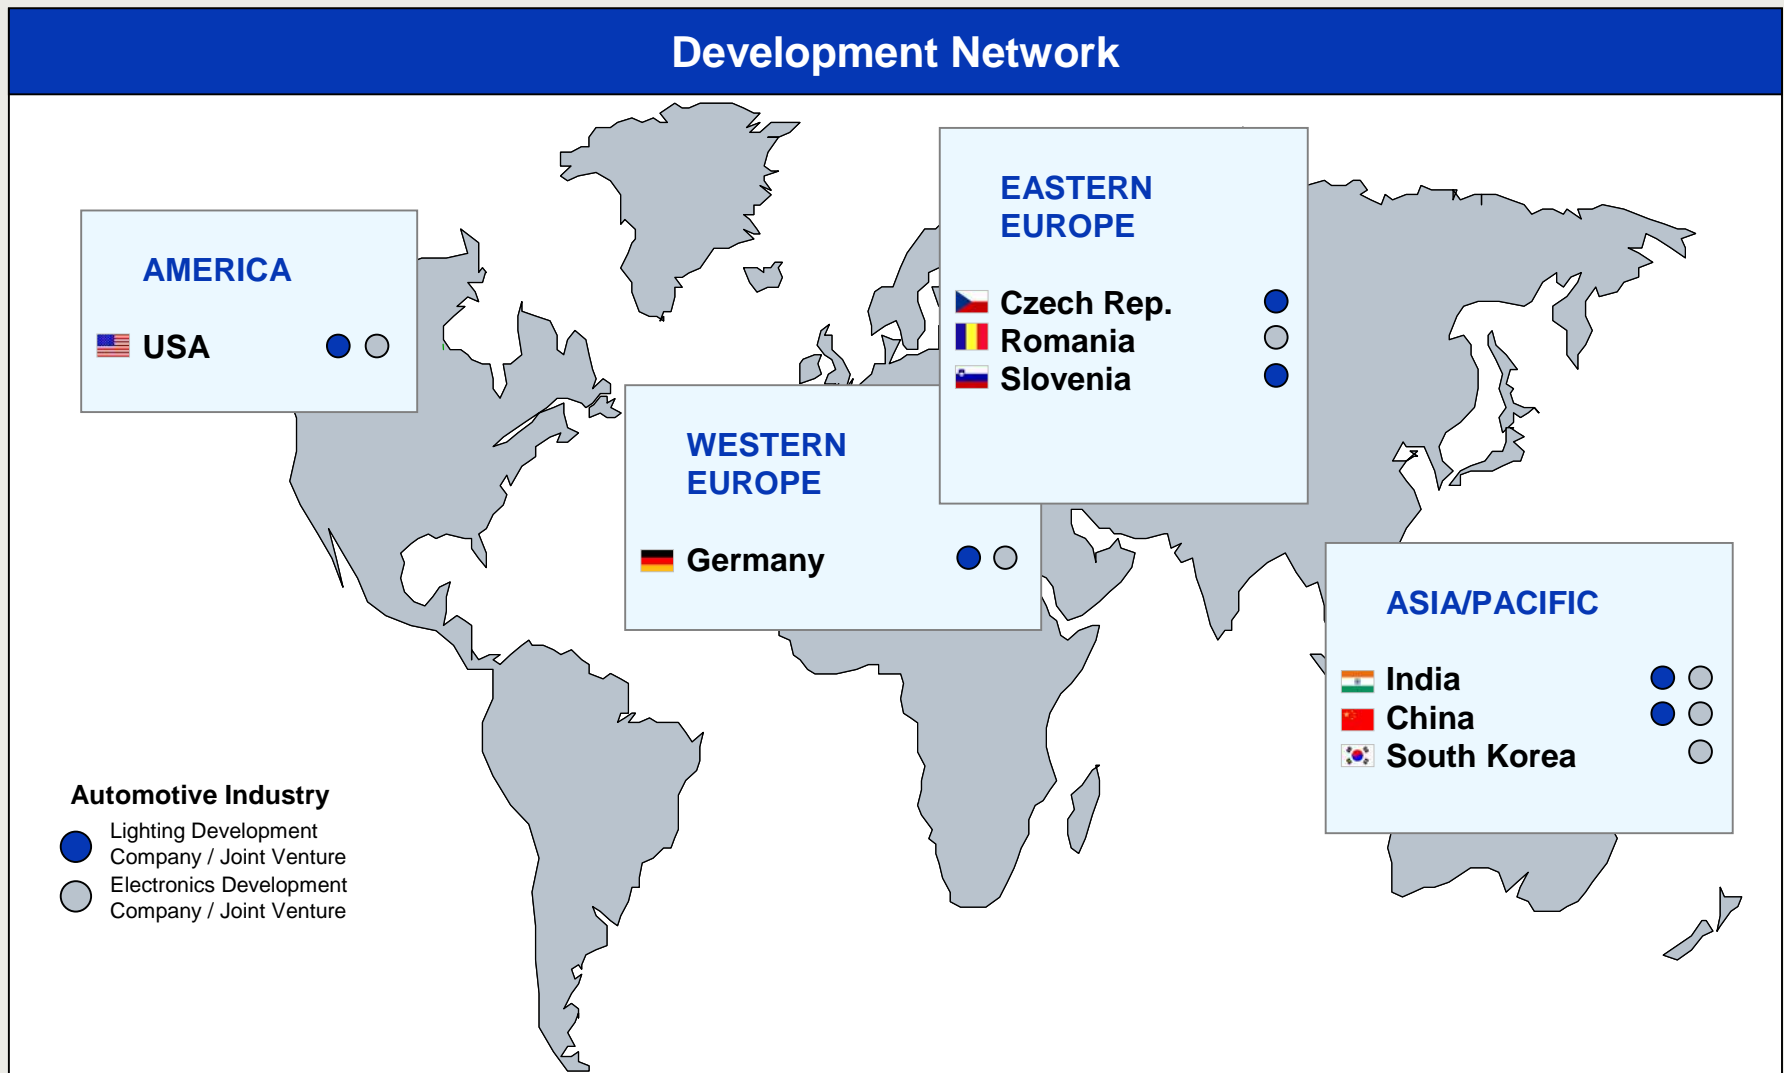 Development Network
AMERICA
USA
EASTERN
EUROPE
Czech Rep.
Romania
Slovenia
WESTERN
EUROPE
Germany
ASIA/PACIFIC
India
China
South Korea
Automotive Industry
Lighting Development
Company / Joint Venture
Electronics Development
Company / Joint Venture